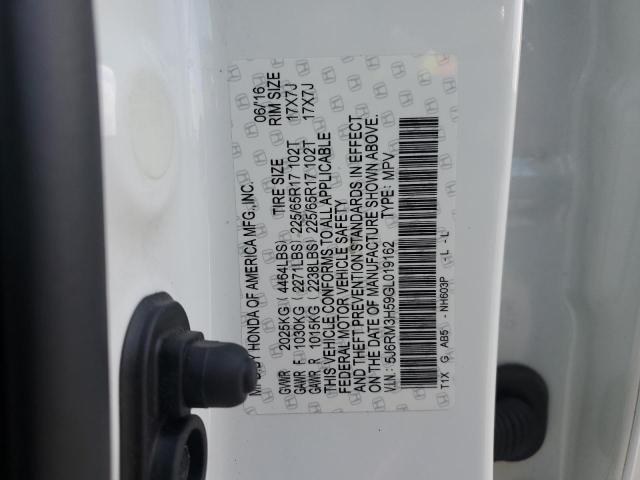 MFD. BY HONDA OF AMERICA MFG.,INC. 06/'16
TIRE SIZE RIM SIZE
GVWR 2025KG (4464LBS)
GAWR F 1030KG (2271LBS) 225/65R17 102T 17X7J
GAWR R 1015KG (2238LBS) 225/65R17 102T 17X7J
THIS VEHICLE CONFORMS TO ALL APPLICABLE
FEDERAL MOTOR VEHICLE SAFETY
AND THEFT PREVENTION STANDARDS IN EFFECT
ON THE DATE OF MANUFACTURE SHOWN ABOVE.
V.I.N.: 5J6RM3H59GL019162 TYPE: MPV
T1X G AB5 - NH603P - L - L